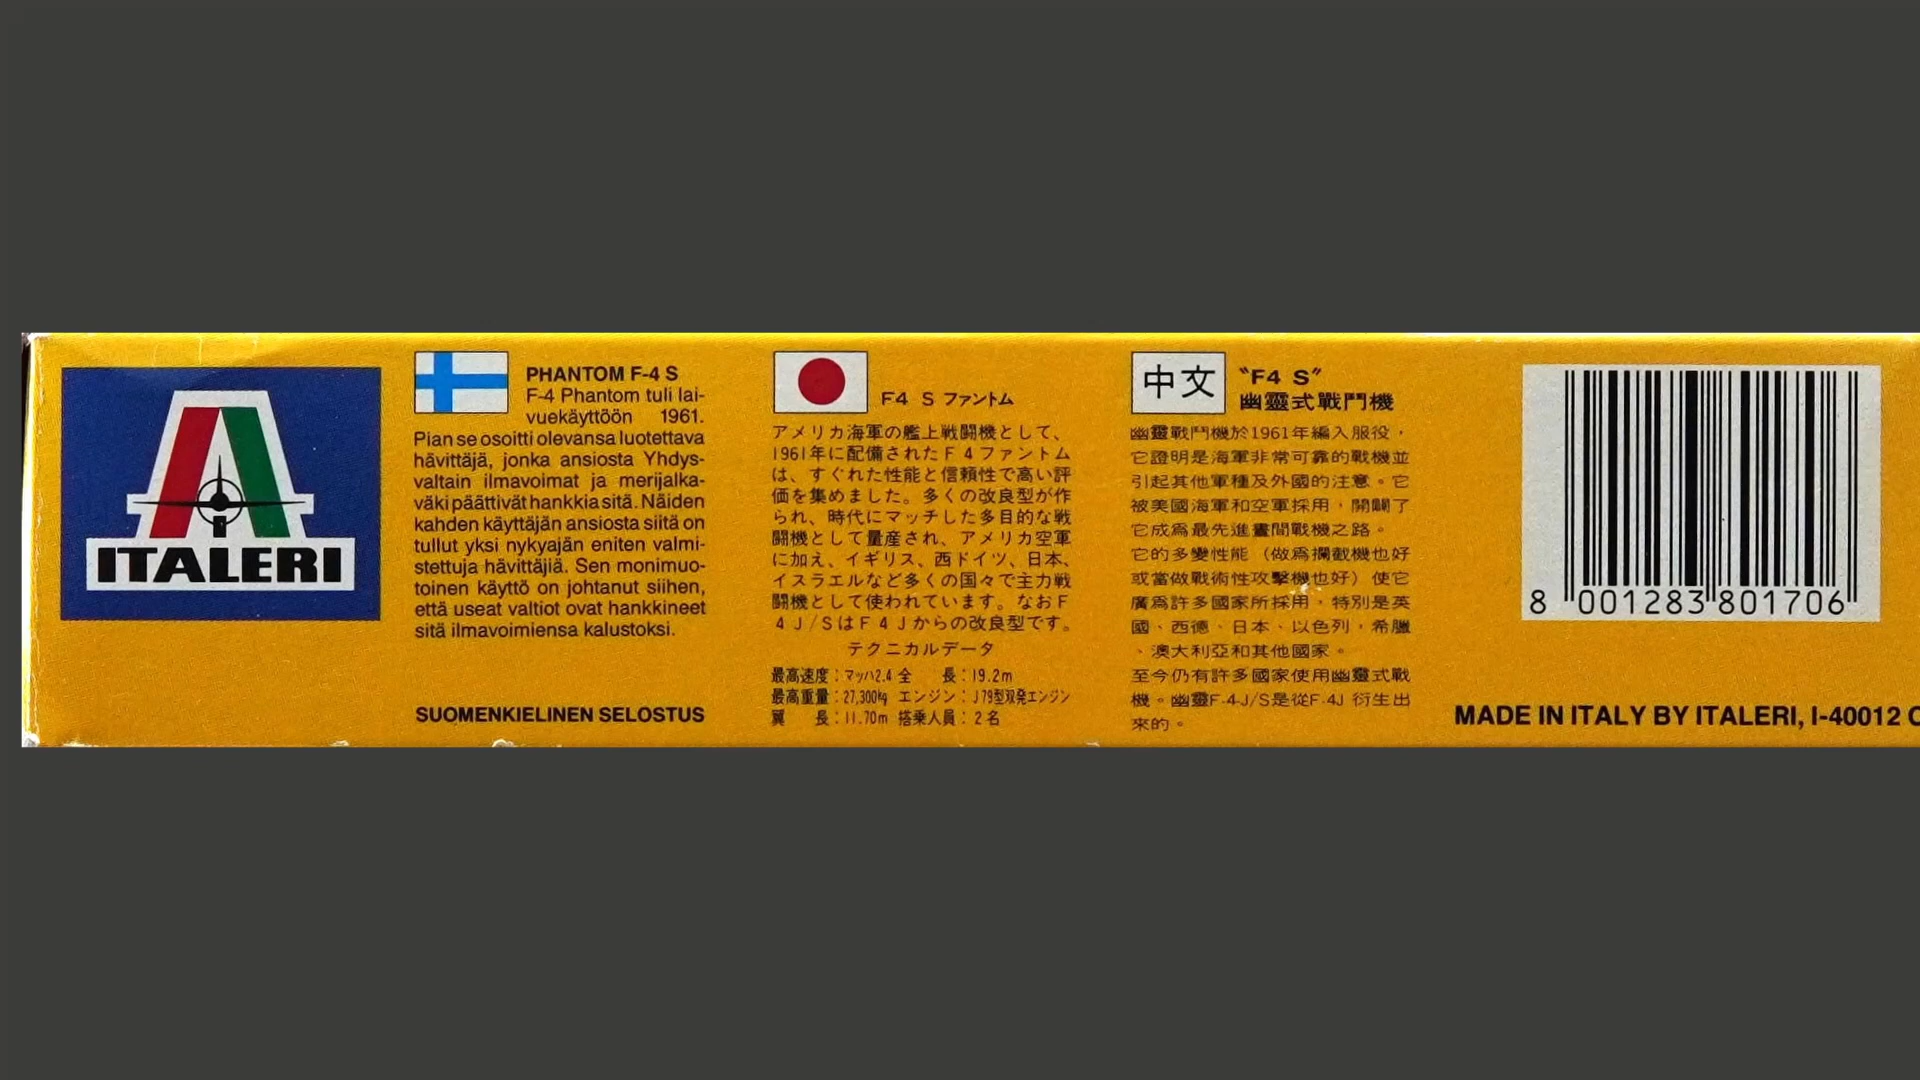 ITALERI
PHANTOM F-4 S
F-4 Phantom tuli lai-
vuekäyttöön 1961.
Pian se osoitti olevansa luotettava
hävittäjä, jonka ansiosta Yhdys-
valtain ilmavoimat ja merijalka-
väki päättivät hankkia sitä. Näiden
kahden käyttäjän ansiosta siitä on
tullut yksi nykyajän eniten valmi-
stettuja hävittäjiä. Sen monimuo-
toinen käyttö on johtanut siihen,
että useat valtiot ovat hankkineet
sitä ilmavoimiensa kalustoksi.
SUOMENKIELINEN SELOSTUS
F4 S ファントム
アメリカ海軍の艦上戦闘機として、
1961年に配備されたF4ファントム
は、すぐれた性能と信頼性で高い評
価を集めました。多くの改良型が作
られ、時代にマッチした多目的な戦
闘機として量産され、アメリカ空軍
に加え、イギリス、西ドイツ、日本、
イスラエルなど多くの国々で主力戦
闘機として使われています。なおF
4J/SはF4Jからの改良型です。
テクニカルデータ
最高速度：マッハ2.4 全　長：19.2m
最高重量：27,300kg エンジン：J79型双発エンジン
翼　長：11.70m 搭乗人員：2名
中文
"F4 S"
幽靈式戰鬥機
幽靈戰鬥機於1961年編入服役，
它證明是海軍非常可靠的戰機並
引起其他軍種及外國的注意。它
被美國海軍和空軍採用，開闢了
它成爲最先進晝間戰機之路。
它的多變性能（做爲攔截機也好
或當做戰術性攻擊機也好）使它
廣爲許多國家所採用，特別是英
國、西德、日本、以色列，希臘
、澳大利亞和其他國家。
至今仍有許多國家使用幽靈式戰
機。幽靈F-4J/S是從F-4J 衍生出
來的。
8 001283 801706
MADE IN ITALY BY ITALERI, I-40012 C